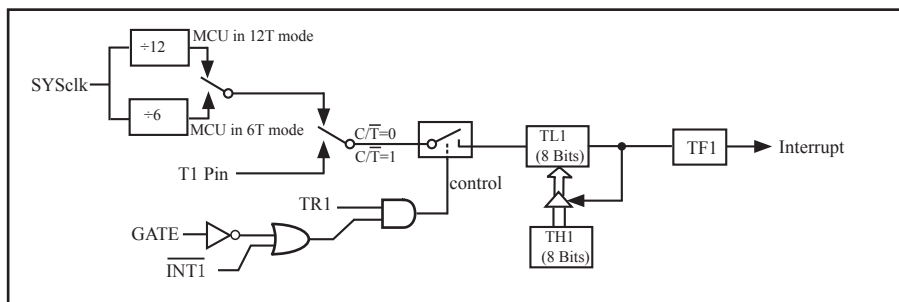 MCU in 12T mode
÷12
SYSclk
÷6
MCU in 6T mode
C/T̅=0
C/T̅=1
T1 Pin
TL1
(8 Bits)
TF1
Interrupt
control
TR1
GATE
I̅N̅T̅1̅
TH1
(8 Bits)